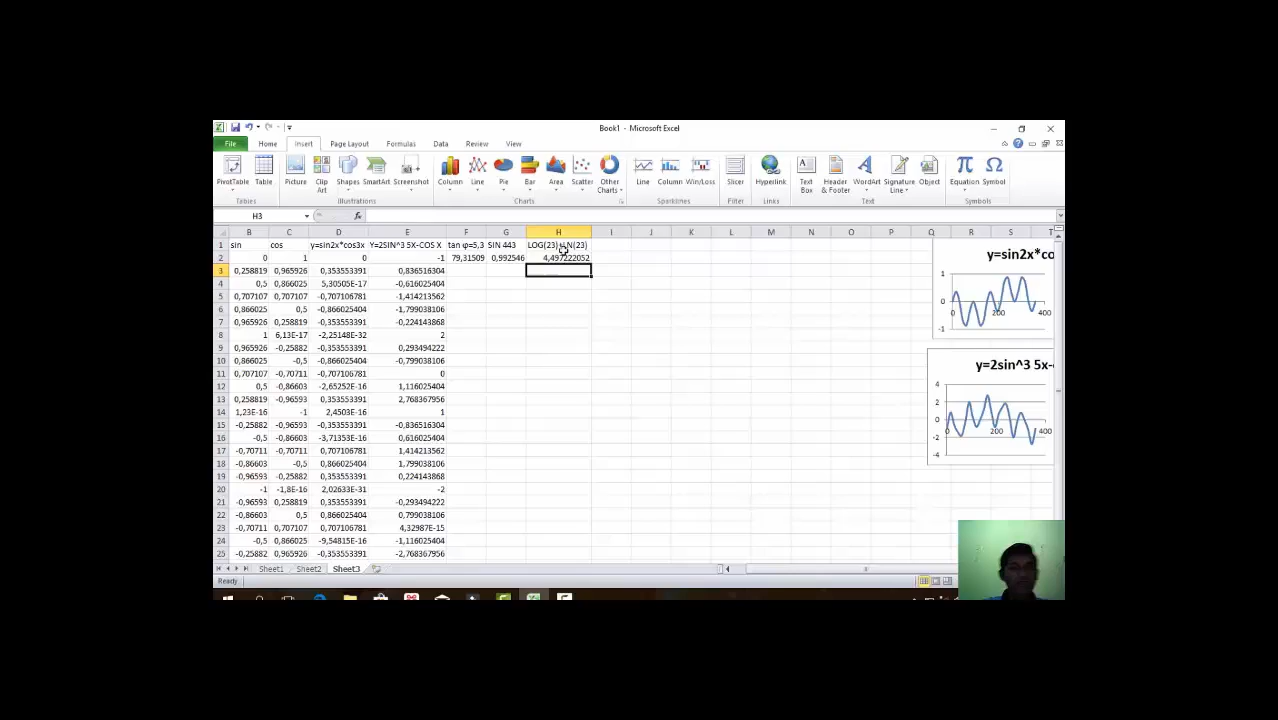 Book1 - Microsoft Excel
File Home Insert Page Layout Formulas Data Review View
PivotTable Table Picture Clip Art Shapes SmartArt Screenshot Column Line Pie Bar Area Scatter Other Charts Line Column Win/Loss Slicer Hyperlink Text Box Header & Footer WordArt Signature Line Object Equation Symbol
Tables Illustrations Charts Sparklines Filter Links Text Symbols
H3 fx
B C D E F G H I J K L M N O P Q R S T
1 sin cos y=sin2x*cos3x Y=2SIN^3 5X-COS X tan φ=5,3 SIN 443 LOG(23)+LN(23)
2 0 1 0 -1 79,31509 0,992546 4,497222052
3 0,258819 0,965926 0,353553391 0,836516304
4 0,5 0,866025 5,30505E-17 -0,616025404
5 0,707107 0,707107 -0,707106781 -1,414213562
6 0,866025 0,5 -0,866025404 -1,799038106
7 0,965926 0,258819 -0,353553391 -0,224143868
8 1 6,13E-17 -2,25148E-32 2
9 0,965926 -0,25882 -0,353553391 0,293494222
10 0,866025 -0,5 -0,866025404 -0,799038106
11 0,707107 -0,70711 -0,707106781 0
12 0,5 -0,86603 -2,65252E-16 1,116025404
13 0,258819 -0,96593 0,353553391 2,768367956
14 1,23E-16 -1 2,4503E-16 1
15 -0,25882 -0,96593 -0,353553391 -0,836516304
16 -0,5 -0,86603 -3,71353E-16 0,616025404
17 -0,70711 -0,70711 0,707106781 1,414213562
18 -0,86603 -0,5 0,866025404 1,799038106
19 -0,96593 -0,25882 0,353553391 0,224143868
20 -1 -1,8E-16 2,02633E-31 -2
21 -0,96593 0,258819 0,353553391 -0,293494222
22 -0,86603 0,5 0,866025404 0,799038106
23 -0,70711 0,707107 0,707106781 4,32987E-15
24 -0,5 0,866025 -9,54815E-16 -1,116025404
25 -0,25882 0,965926 -0,353553391 -2,768367956
y=sin2x*co
1
0
-1
0 200 400
y=2sin^3 5x-
4
2
0
-2
-4
0 200 400
Sheet1 Sheet2 Sheet3
Ready